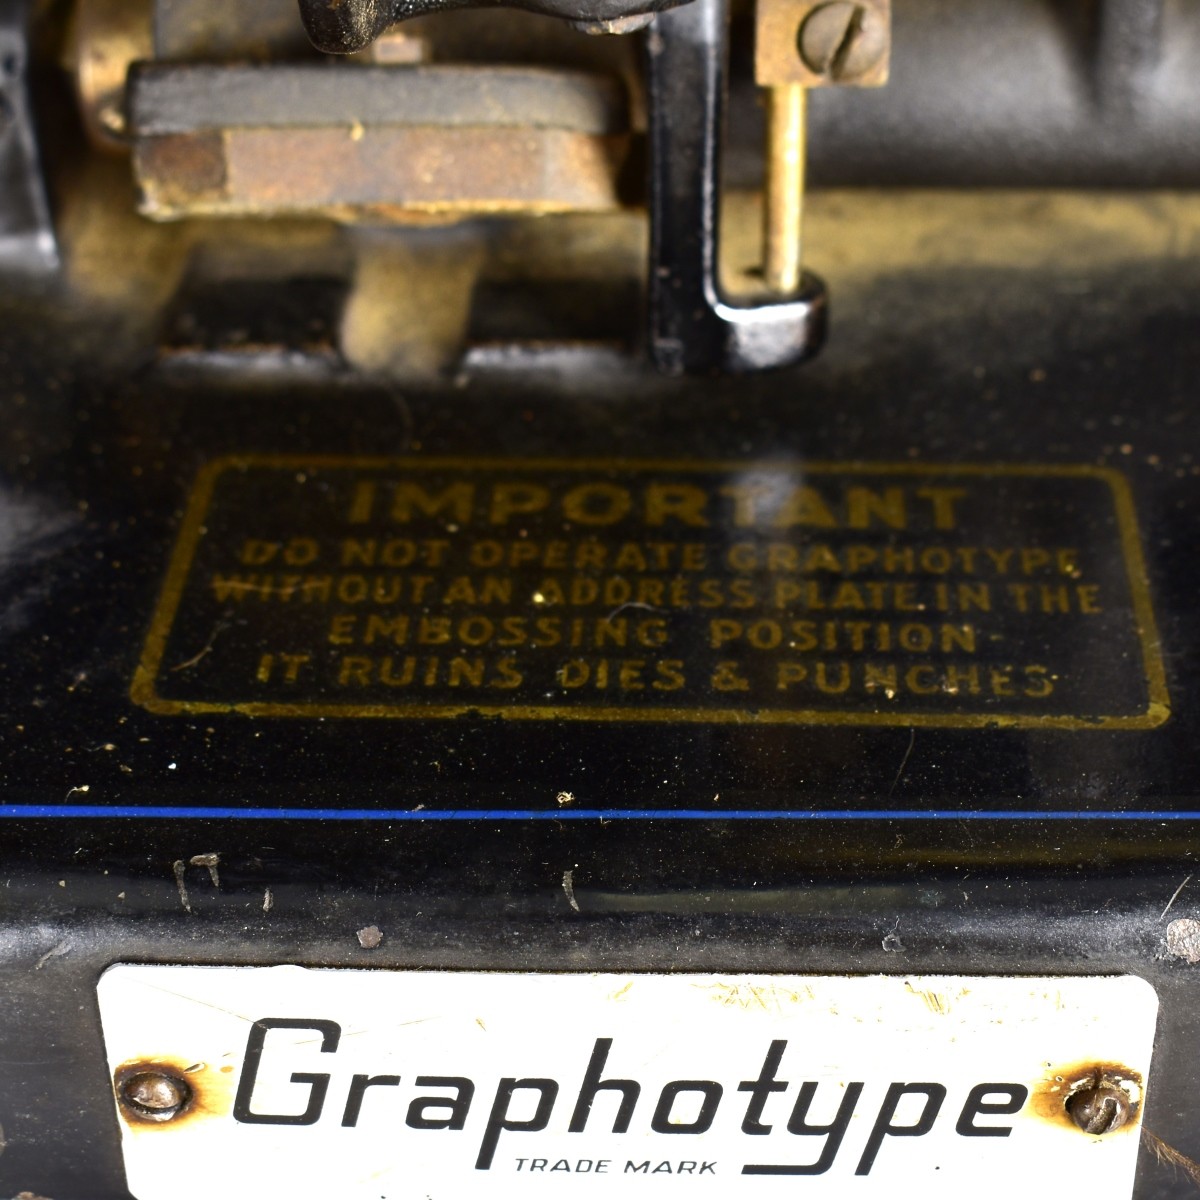 IMPORTANT
DO NOT OPERATE GRAPHOTYPE
WITHOUT AN ADDRESS PLATE IN THE
EMBOSSING POSITION
IT RUINS DIES & PUNCHES
Graphotype
TRADE MARK